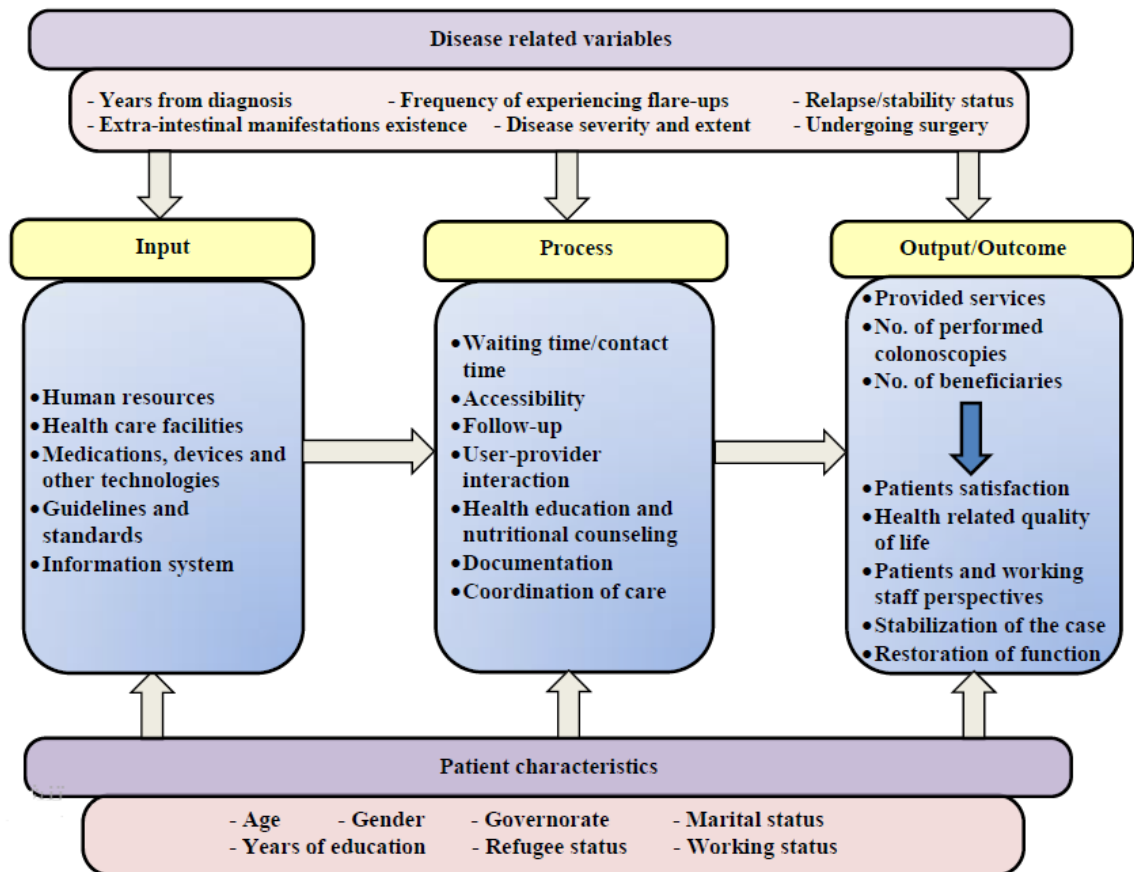 Disease related variables
- Years from diagnosis - Frequency of experiencing flare-ups - Relapse/stability status
- Extra-intestinal manifestations existence - Disease severity and extent - Undergoing surgery
Input
•Human resources
•Health care facilities
•Medications, devices and
other technologies
•Guidelines and
standards
•Information system
Process
•Waiting time/contact
time
•Accessibility
•Follow-up
•User-provider
interaction
•Health education and
nutritional counseling
•Documentation
•Coordination of care
Output/Outcome
•Provided services
•No. of performed
colonoscopies
•No. of beneficiaries
•Patients satisfaction
•Health related quality
of life
•Patients and working
staff perspectives
•Stabilization of the case
•Restoration of function
Patient characteristics
- Age - Gender - Governorate - Marital status
- Years of education - Refugee status - Working status